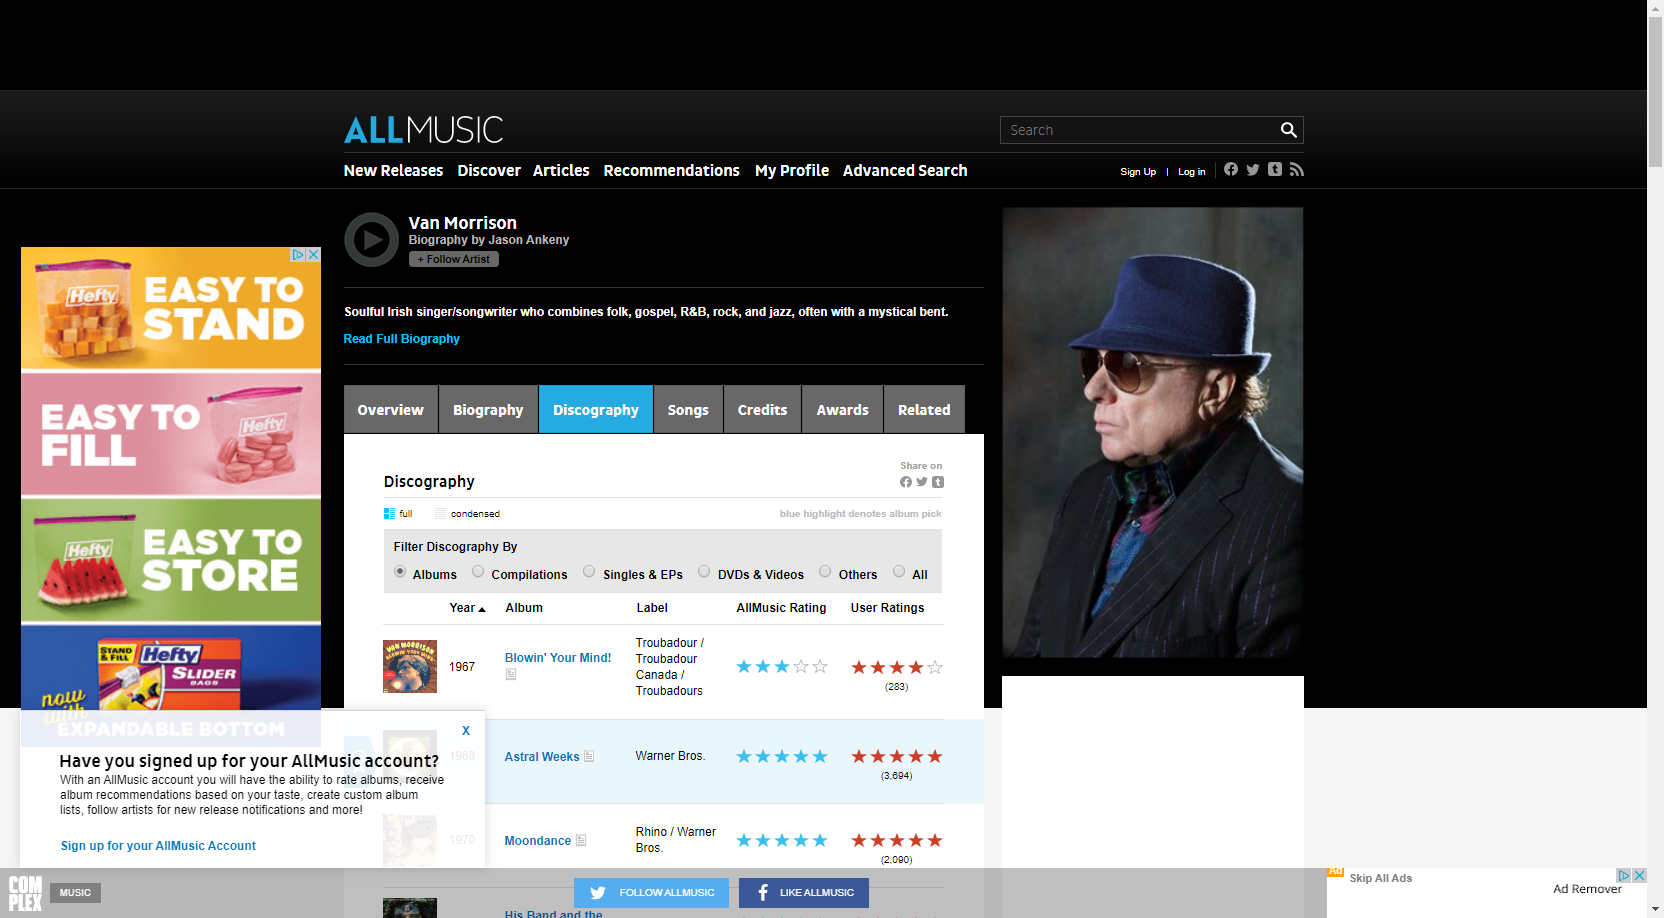 ALLMUSIC
Search
New Releases Discover Articles Recommendations My Profile Advanced Search
Sign Up | Log in
Van Morrison
Biography by Jason Ankeny
+ Follow Artist
Soulful Irish singer/songwriter who combines folk, gospel, R&B, rock, and jazz, often with a mystical bent.
Read Full Biography
Hefty
EASY TO
STAND
EASY TO
FILL
Hefty
Hefty
EASY TO
STORE
STAND
& FILL
Hefty
SLIDER
BAGS
now
with
EXPANDABLE BOTTOM
Overview Biography Discography Songs Credits Awards Related
Discography
Share on
full condensed
blue highlight denotes album pick
Filter Discography By
Albums Compilations Singles & EPs DVDs & Videos Others All
Year Album Label AllMusic Rating User Ratings
VAN MORRISON
BLOWIN' YOUR MIND!
1967
Blowin' Your Mind!
Troubadour /
Troubadour
Canada /
Troubadours
(283)
1968
Astral Weeks
Warner Bros.
(3,694)
1970
Moondance
Rhino / Warner
Bros.
(2,090)
His Band and the
X
Have you signed up for your AllMusic account?
With an AllMusic account you will have the ability to rate albums, receive
album recommendations based on your taste, create custom album
lists, follow artists for new release notifications and more!
Sign up for your AllMusic Account
COMPLEX
MUSIC
FOLLOW ALLMUSIC
LIKE ALLMUSIC
Ad
Skip All Ads
Ad Remover